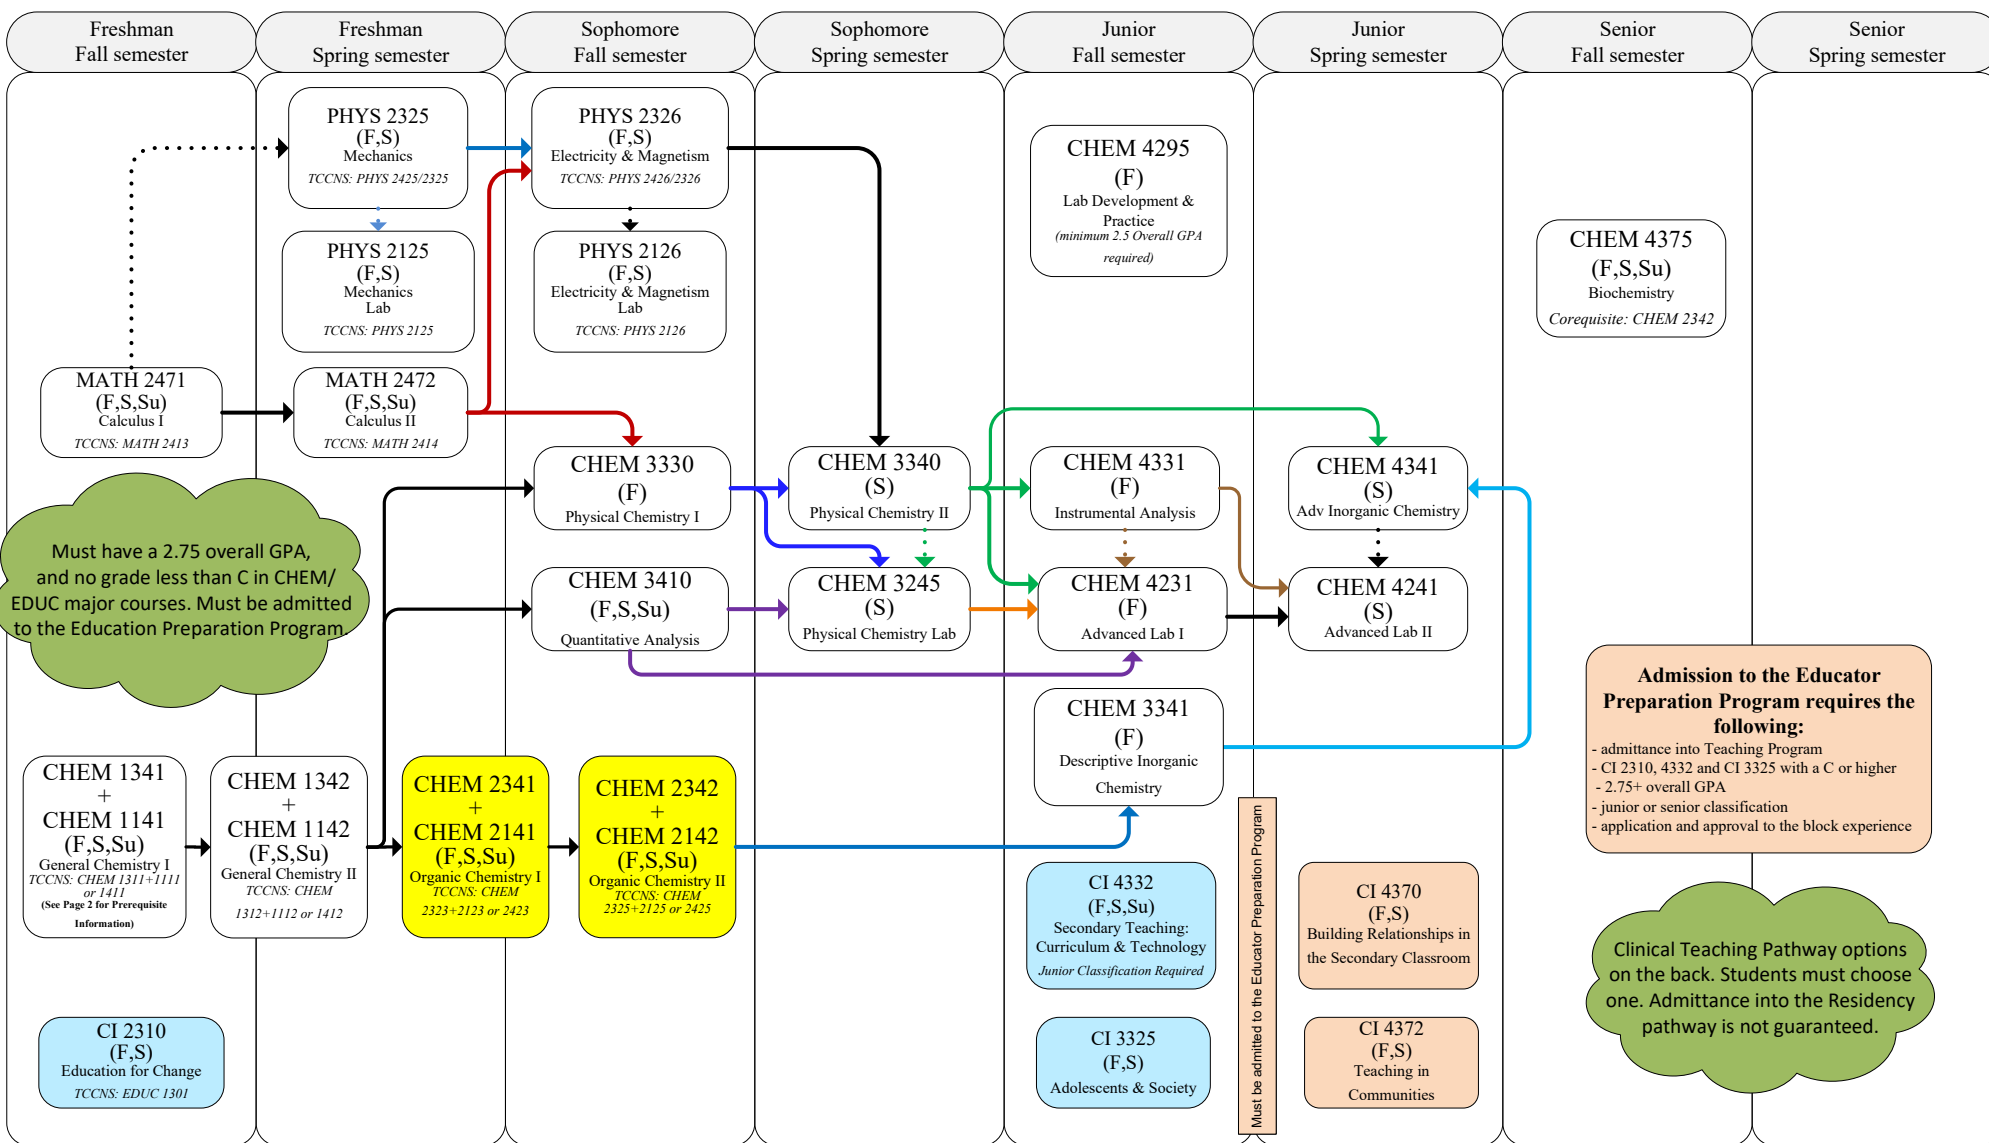 Freshman
Fall semester
Freshman
Spring semester
Sophomore
Fall semester
Sophomore
Spring semester
Junior
Fall semester
Junior
Spring semester
Senior
Fall semester
Senior
Spring semester
PHYS 2325
(F,S)
Mechanics
TCCNS: PHYS 2425/2325
PHYS 2326
(F,S)
Electricity & Magnetism
TCCNS: PHYS 2426/2326
CHEM 4295
(F)
Lab Development &
Practice
(minimum 2.5 Overall GPA
required)
CHEM 4375
(F,S,Su)
Biochemistry
Corequisite: CHEM 2342
PHYS 2125
(F,S)
Mechanics
Lab
TCCNS: PHYS 2125
PHYS 2126
(F,S)
Electricity & Magnetism
Lab
TCCNS: PHYS 2126
MATH 2471
(F,S,Su)
Calculus I
TCCNS: MATH 2413
MATH 2472
(F,S,Su)
Calculus II
TCCNS: MATH 2414
CHEM 3330
(F)
Physical Chemistry I
CHEM 3340
(S)
Physical Chemistry II
CHEM 4331
(F)
Instrumental Analysis
CHEM 4341
(S)
Adv Inorganic Chemistry
Must have a 2.75 overall GPA,
and no grade less than C in CHEM/
EDUC major courses. Must be admitted
to the Education Preparation Program.
CHEM 3410
(F,S,Su)
Quantitative Analysis
CHEM 3245
(S)
Physical Chemistry Lab
CHEM 4231
(F)
Advanced Lab I
CHEM 4241
(S)
Advanced Lab II
Admission to the Educator
Preparation Program requires the
following:
- admittance into Teaching Program
- CI 2310, 4332 and CI 3325 with a C or higher
- 2.75+ overall GPA
- junior or senior classification
- application and approval to the block experience
CHEM 3341
(F)
Descriptive Inorganic
Chemistry
CHEM 1341
+
CHEM 1141
(F,S,Su)
General Chemistry I
TCCNS: CHEM 1311+1111
or 1411
(See Page 2 for Prerequisite
Information)
CHEM 1342
+
CHEM 1142
(F,S,Su)
General Chemistry II
TCCNS: CHEM
1312+1112 or 1412
CHEM 2341
+
CHEM 2141
(F,S,Su)
Organic Chemistry I
TCCNS: CHEM
2323+2123 or 2423
CHEM 2342
+
CHEM 2142
(F,S,Su)
Organic Chemistry II
TCCNS: CHEM
2325+2125 or 2425
Must be admitted to the Educator Preparation Program
CI 4332
(F,S,Su)
Secondary Teaching:
Curriculum & Technology
Junior Classification Required
CI 4370
(F,S)
Building Relationships in
the Secondary Classroom
Clinical Teaching Pathway options
on the back. Students must choose
one. Admittance into the Residency
pathway is not guaranteed.
CI 2310
(F,S)
Education for Change
TCCNS: EDUC 1301
CI 3325
(F,S)
Adolescents & Society
CI 4372
(F,S)
Teaching in
Communities